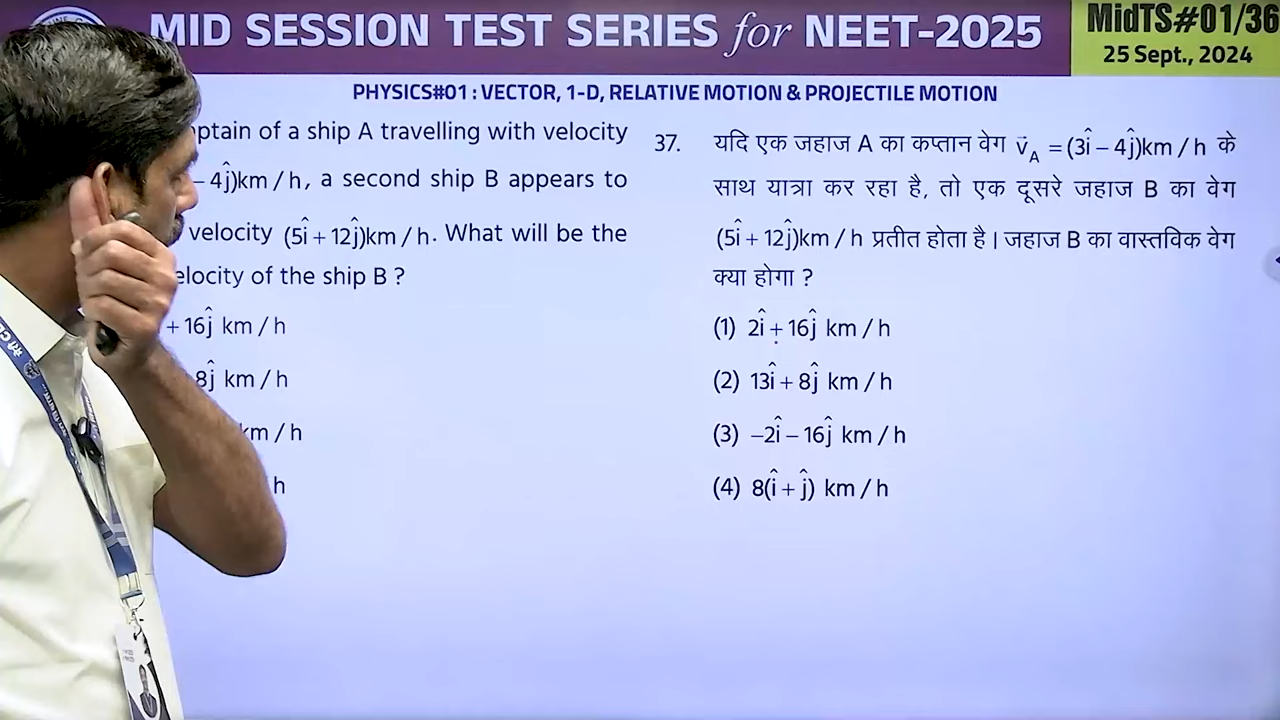 MID SESSION TEST SERIES for NEET-2025
MidTS#01/36
25 Sept., 2024
PHYSICS#01 : VECTOR, 1-D, RELATIVE MOTION & PROJECTILE MOTION
of a ship A travelling with velocity
– 4ĵ)km / h, a second ship B appears to
velocity (5î + 12ĵ)km / h. What will be the
of the ship B ?
+ 16ĵ km / h
8ĵ km / h
km / h
h
37. यदि एक जहाज A का कप्तान वेग v⃗_A = (3î – 4ĵ)km / h के
साथ यात्रा कर रहा है, तो एक दूसरे जहाज B का वेग
(5î + 12ĵ)km / h प्रतीत होता है। जहाज B का वास्तविक वेग
क्या होगा ?
(1) 2î + 16ĵ km / h
(2) 13î + 8ĵ km / h
(3) –2î – 16ĵ km / h
(4) 8(î + ĵ) km / h